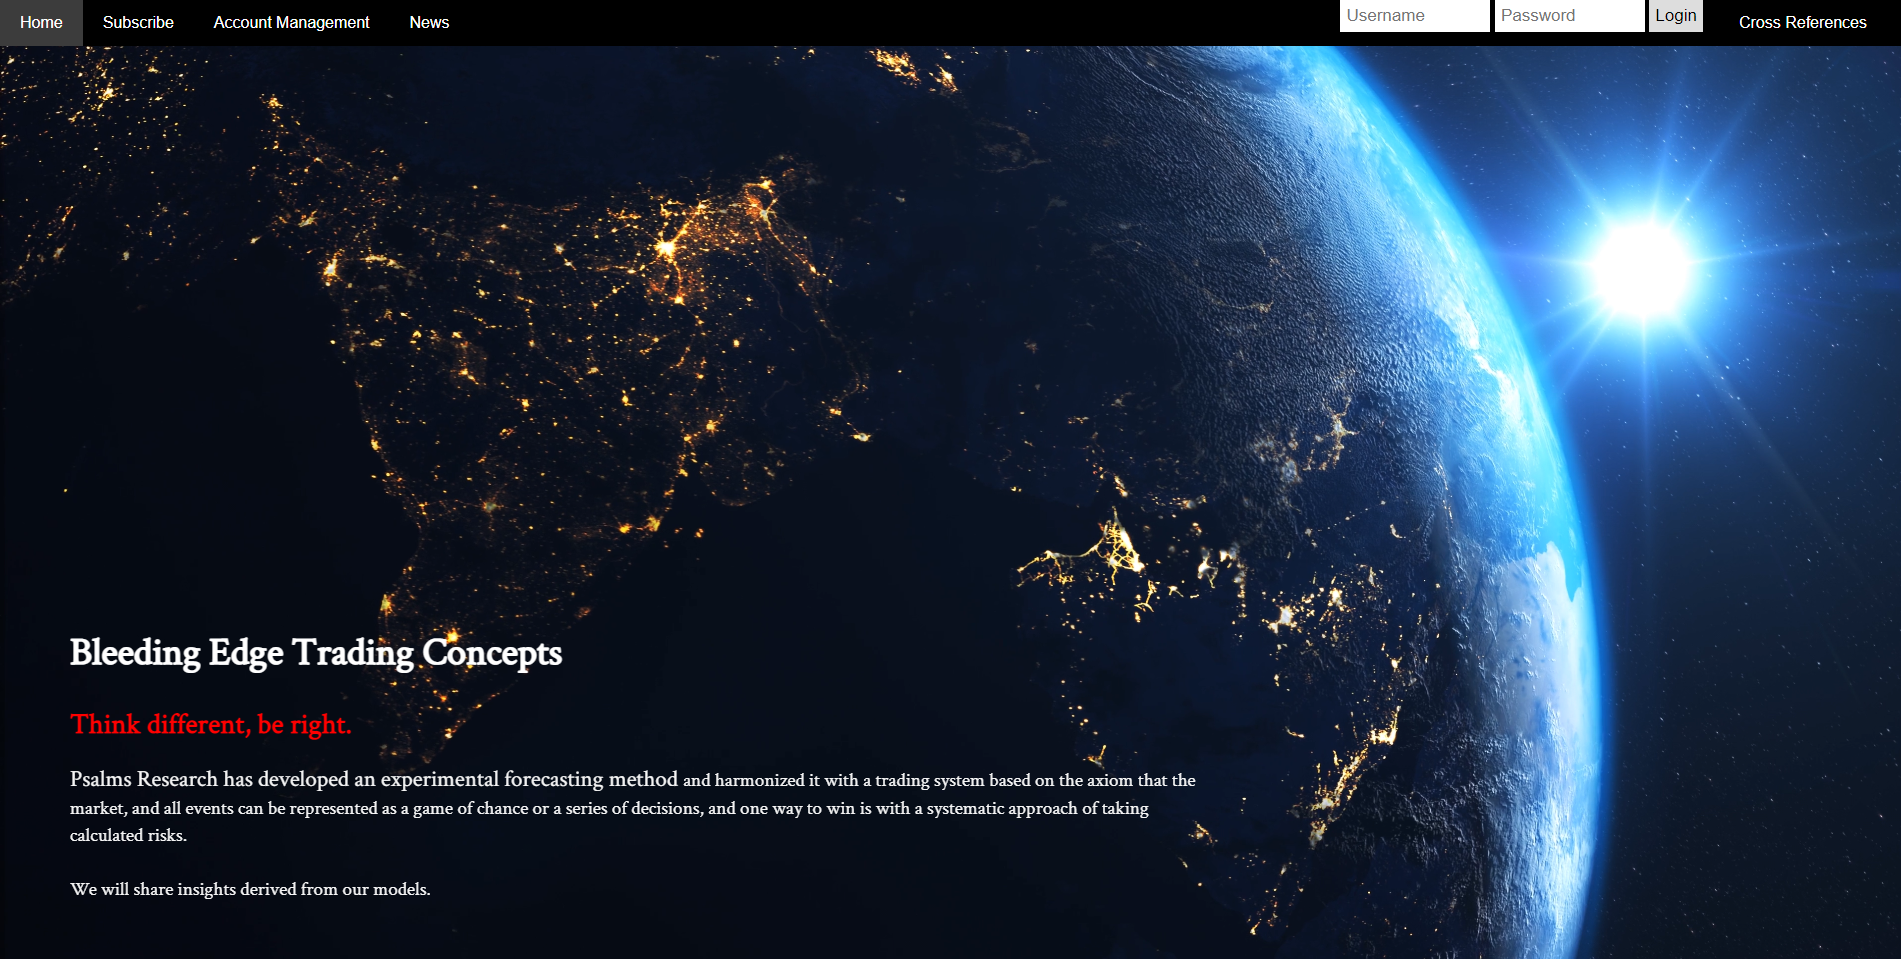 Home Subscribe Account Management News Username Password Login Cross References
Bleeding Edge Trading Concepts
Think different, be right.
Psalms Research has developed an experimental forecasting method and harmonized it with a trading system based on the axiom that the
market, and all events can be represented as a game of chance or a series of decisions, and one way to win is with a systematic approach of taking
calculated risks.
We will share insights derived from our models.